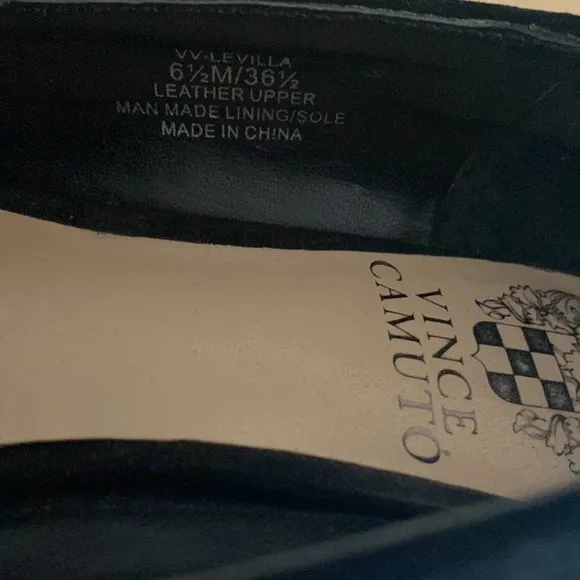 VV-LEVILLA
6½M/36½
LEATHER UPPER
MAN MADE LINING/SOLE
MADE IN CHINA
VINCE
CAMUTO